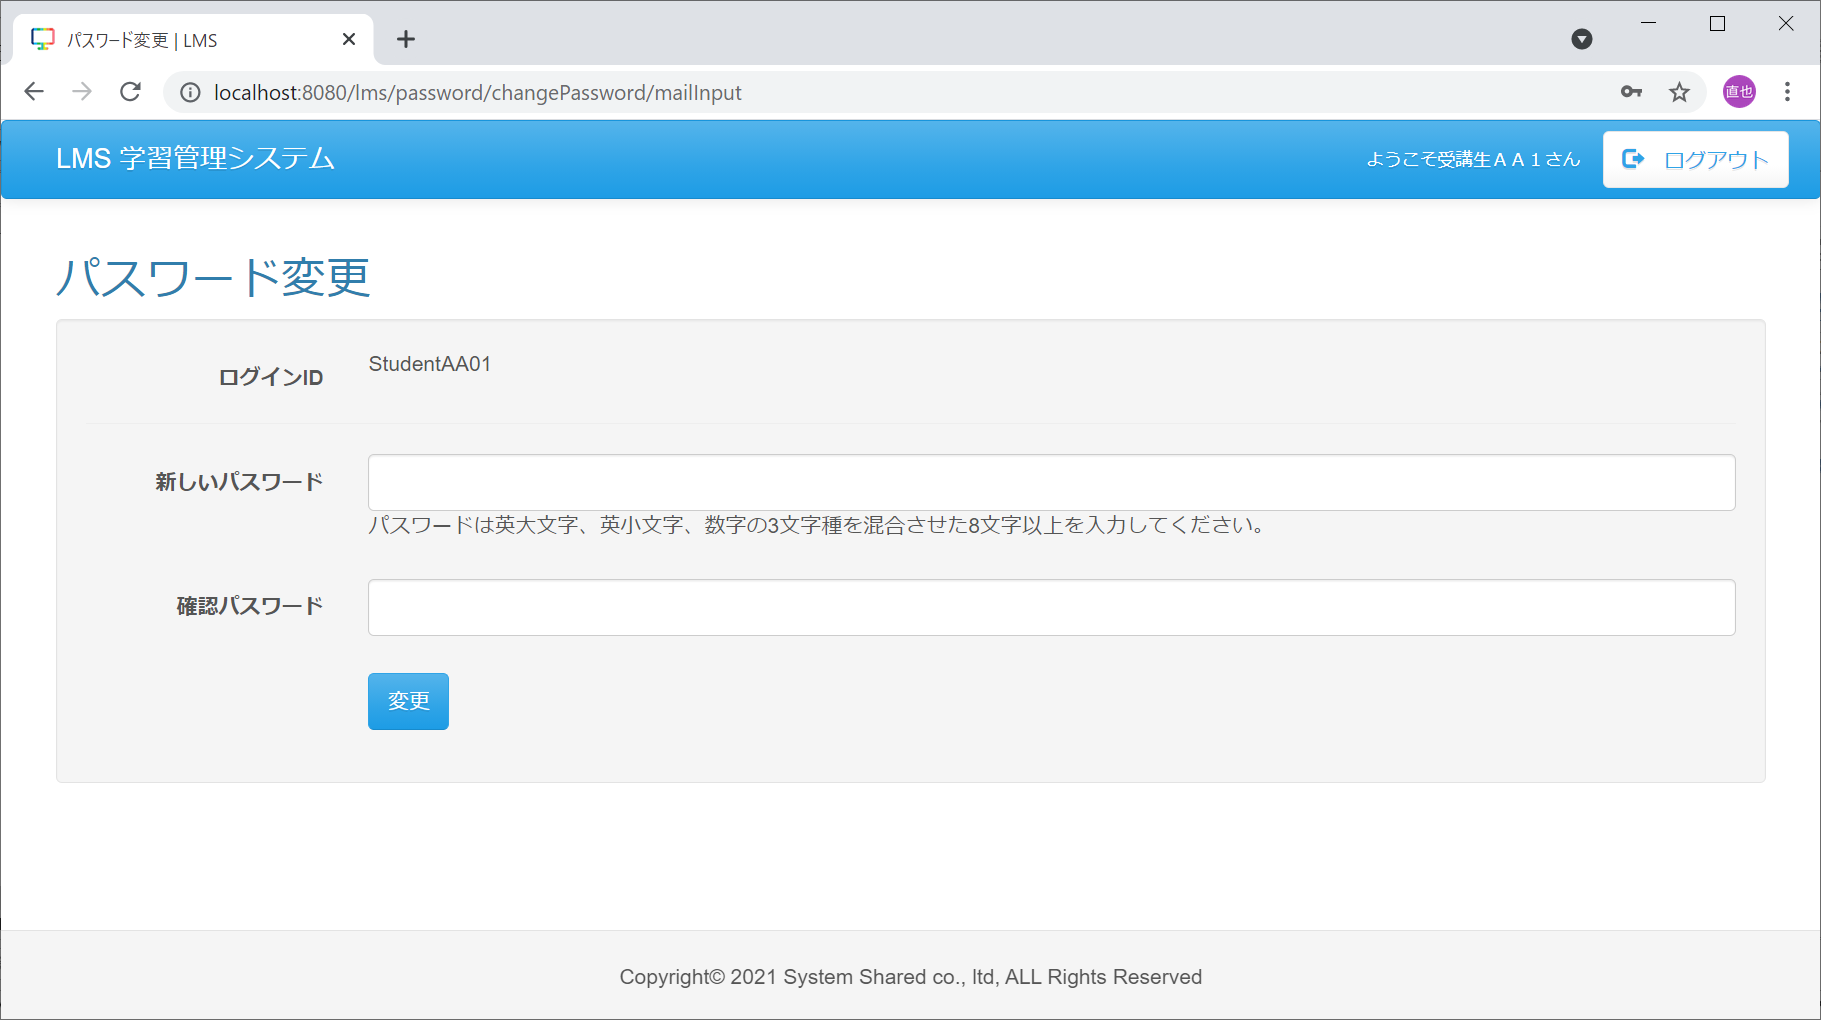 パスワード変更 | LMS
localhost:8080/lms/password/changePassword/mailInput
直也
LMS 学習管理システム
ようこそ受講生ＡＡ１さん
ログアウト
パスワード変更
ログインID
StudentAA01
新しいパスワード
パスワードは英大文字、英小文字、数字の3文字種を混合させた8文字以上を入力してください。
確認パスワード
変更
Copyright© 2021 System Shared co., ltd, ALL Rights Reserved